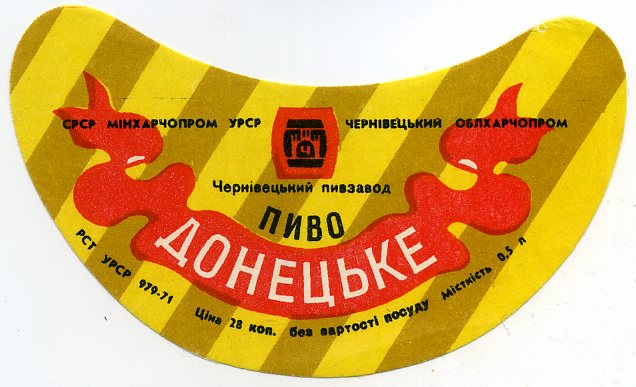 СРСР МІНХАРЧОПРОМ УРСР ЧЕРНІВЕЦЬКИЙ ОБЛХАРЧОПРОМ
Ч
Чернівецький пивзавод
ПИВО
ДОНЕЦЬКЕ
РСТ УРСР 979-71 Ціна 28 коп. без вартості посуду Місткість 0,5 л